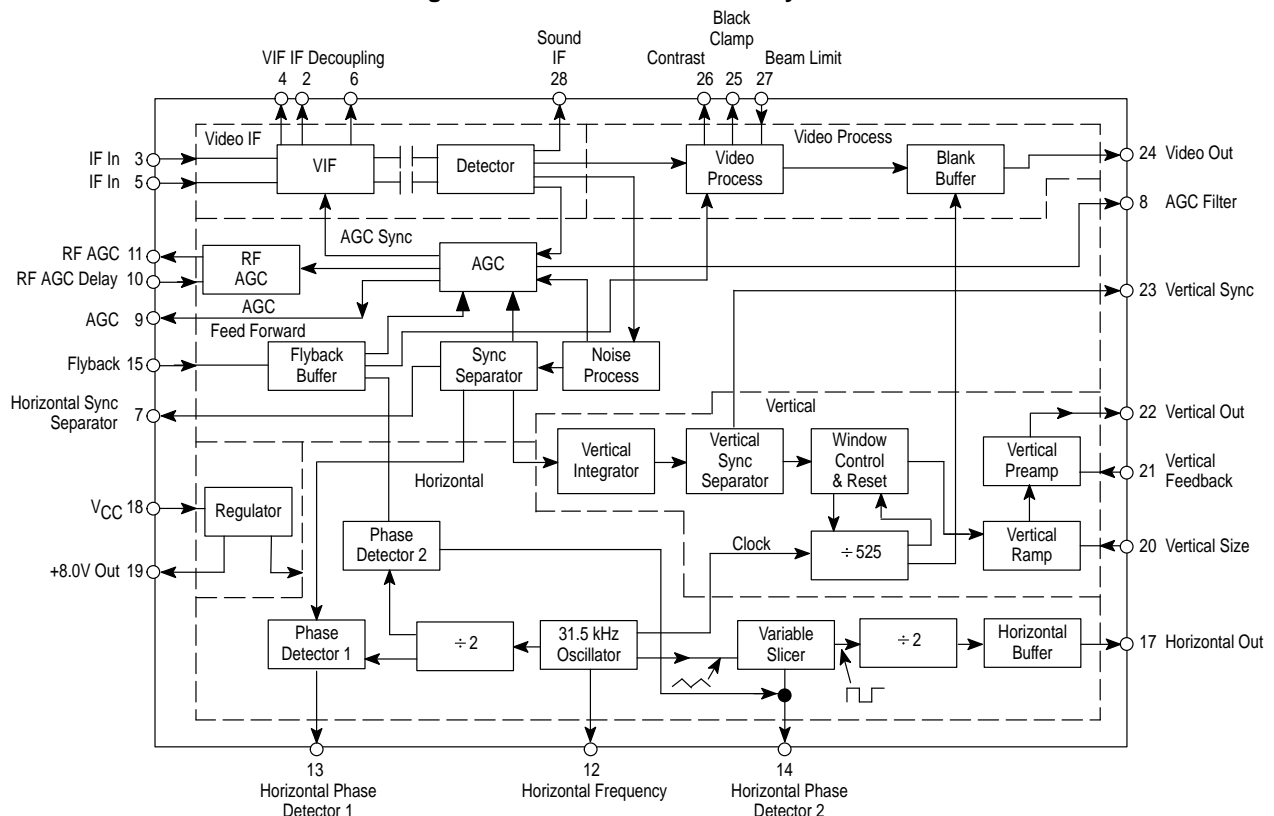 Black
Clamp
Sound
IF
28
VIF IF Decoupling
4 2 6
Contrast
26
25
Beam Limit
27
Video IF
Video Process
IF In 3
IF In 5
VIF
Detector
Video
Process
Blank
Buffer
24 Video Out
8 AGC Filter
AGC Sync
RF AGC 11
RF AGC Delay 10
RF
AGC
AGC
AGC
Feed Forward
AGC 9
23 Vertical Sync
Flyback 15
Flyback
Buffer
Sync
Separator
Noise
Process
Horizontal Sync
Separator 7
Vertical
22 Vertical Out
Vertical
Integrator
Vertical
Sync
Separator
Window
Control
& Reset
Vertical
Preamp
21 Vertical
Feedback
Horizontal
VCC 18
Regulator
Phase
Detector 2
Clock
÷ 525
Vertical
Ramp
20 Vertical Size
+8.0V Out 19
Phase
Detector 1
÷ 2
31.5 kHz
Oscillator
Variable
Slicer
÷ 2
Horizontal
Buffer
17 Horizontal Out
13
Horizontal Phase
Detector 1
12
Horizontal Frequency
14
Horizontal Phase
Detector 2